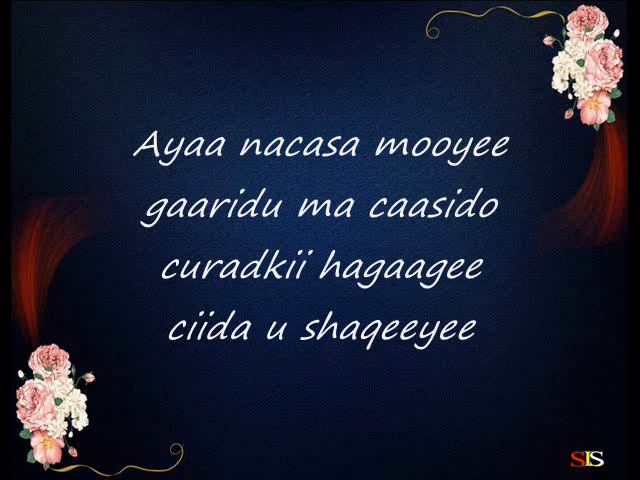 Ayaa nacasa mooyee
gaaridu ma caasido
curadkii hagaagee
ciida u shaqeeyee
SIS